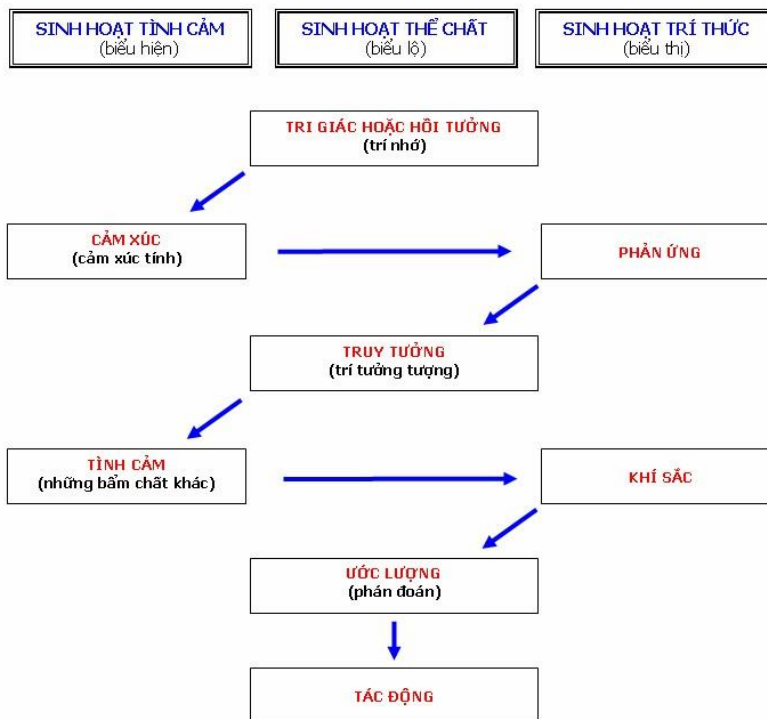 SINH HOẠT TÌNH CẢM
(biểu hiện)
SINH HOẠT THỂ CHẤT
(biểu lộ)
SINH HOẠT TRÍ THỨC
(biểu thị)
TRI GIÁC HOẶC HỒI TƯỞNG
(trí nhớ)
CẢM XÚC
(cảm xúc tính)
PHẢN ỨNG
TRUY TƯỞNG
(trí tưởng tượng)
TÌNH CẢM
(những bẩm chất khác)
KHÍ SẮC
ƯỚC LƯỢNG
(phán đoán)
TÁC ĐỘNG